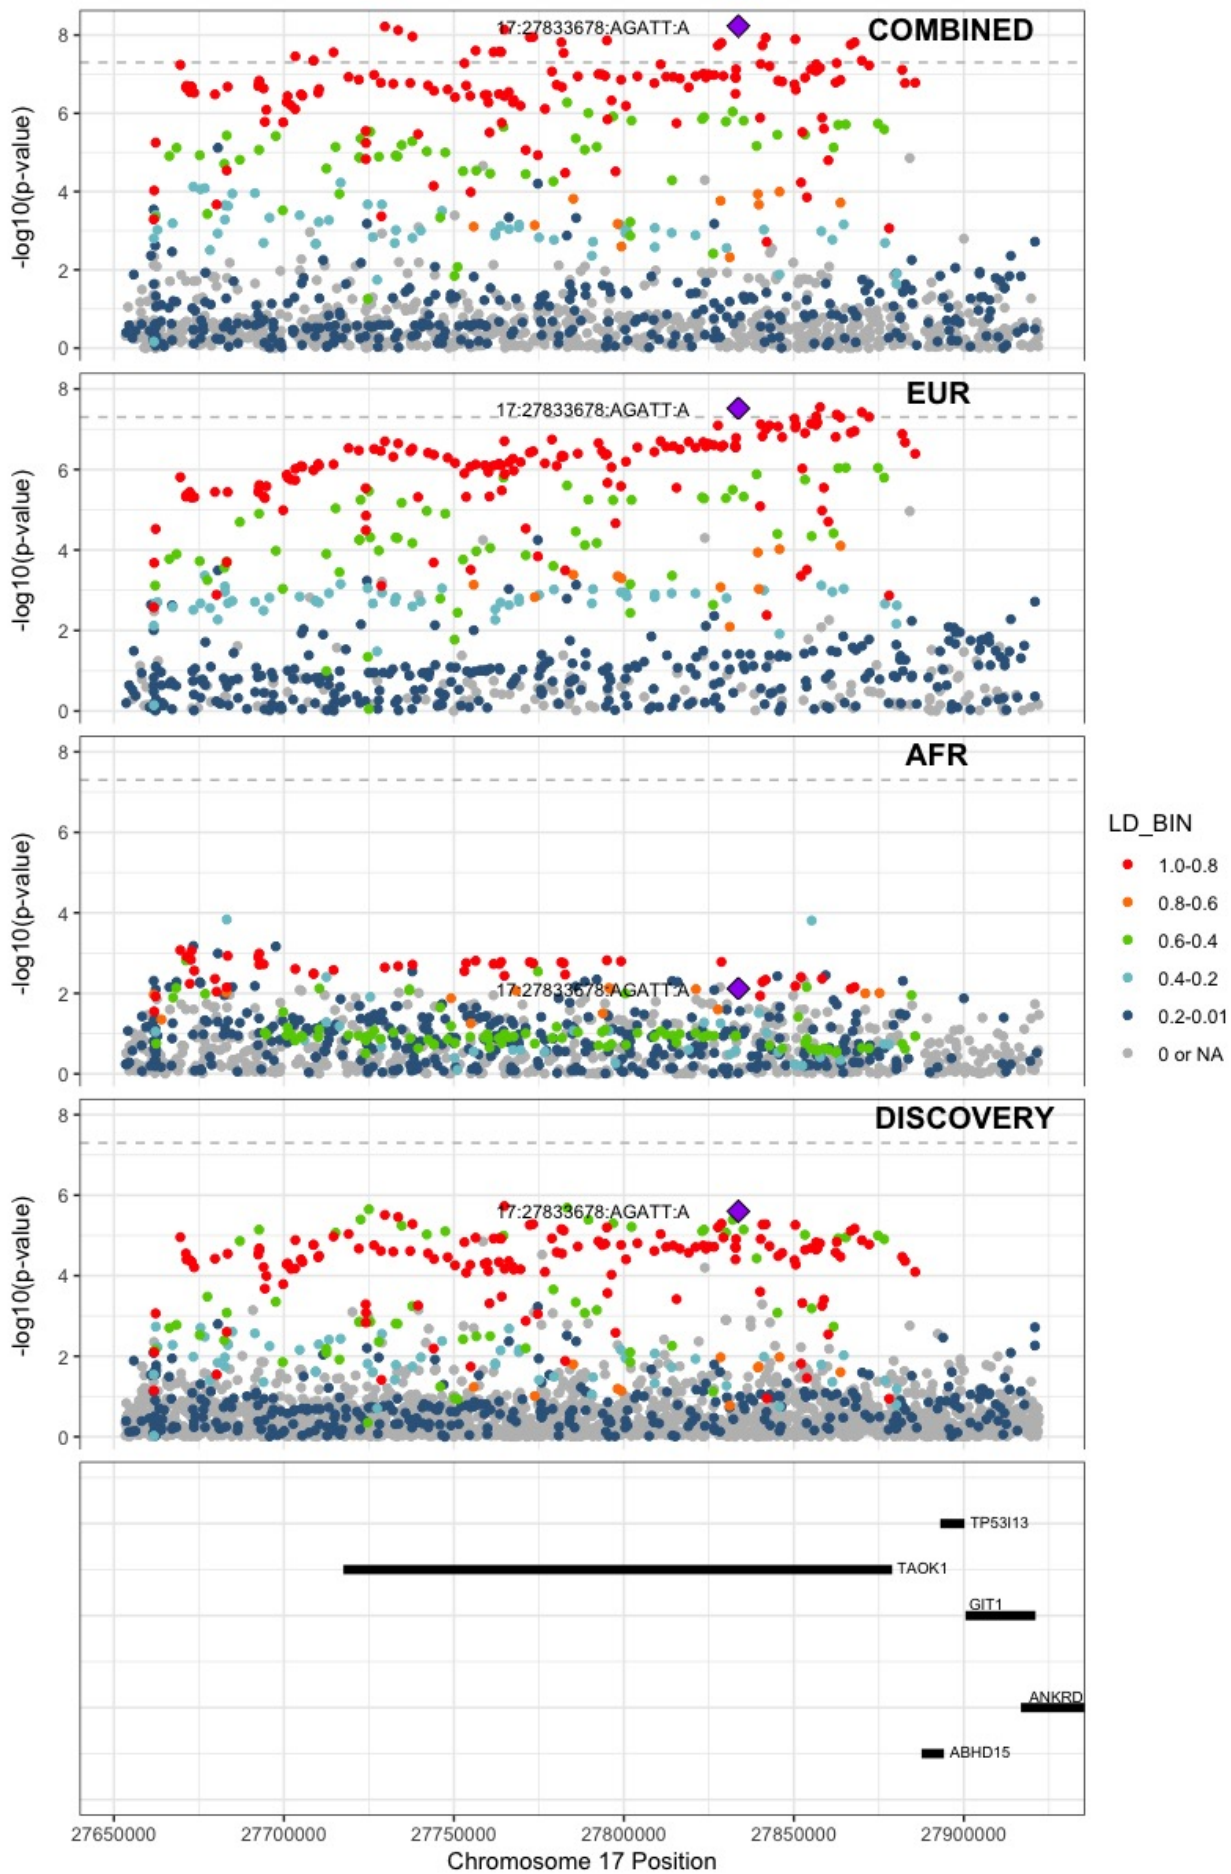 COMBINED
17:27833678:AGATT:A
8
6
4
2
0
-log10(p-value)
EUR
17:27833678:AGATT:A
8
6
4
2
0
-log10(p-value)
AFR
17:27833678:AGATT:A
8
6
4
2
0
-log10(p-value)
DISCOVERY
17:27833678:AGATT:A
8
6
4
2
0
-log10(p-value)
LD_BIN
1.0-0.8
0.8-0.6
0.6-0.4
0.4-0.2
0.2-0.01
0 or NA
TP53I13
TAOK1
GIT1
ANKRD
ABHD15
27650000 27700000 27750000 27800000 27850000 27900000
Chromosome 17 Position